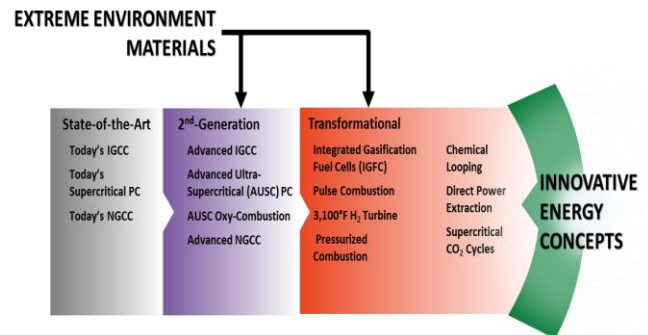 EXTREME ENVIRONMENT
MATERIALS
State-of-the-Art
Today's IGCC
Today's
Supercritical PC
Today's NGCC
2nd-Generation
Advanced IGCC
Advanced Ultra-
Supercritical (AUSC) PC
AUSC Oxy-Combustion
Advanced NGCC
Transformational
Integrated Gasification
Fuel Cells (IGFC)
Pulse Combustion
3,100°F H₂ Turbine
Pressurized
Combustion
Chemical
Looping
Direct Power
Extraction
Supercritical
CO₂ Cycles
INNOVATIVE
ENERGY
CONCEPTS